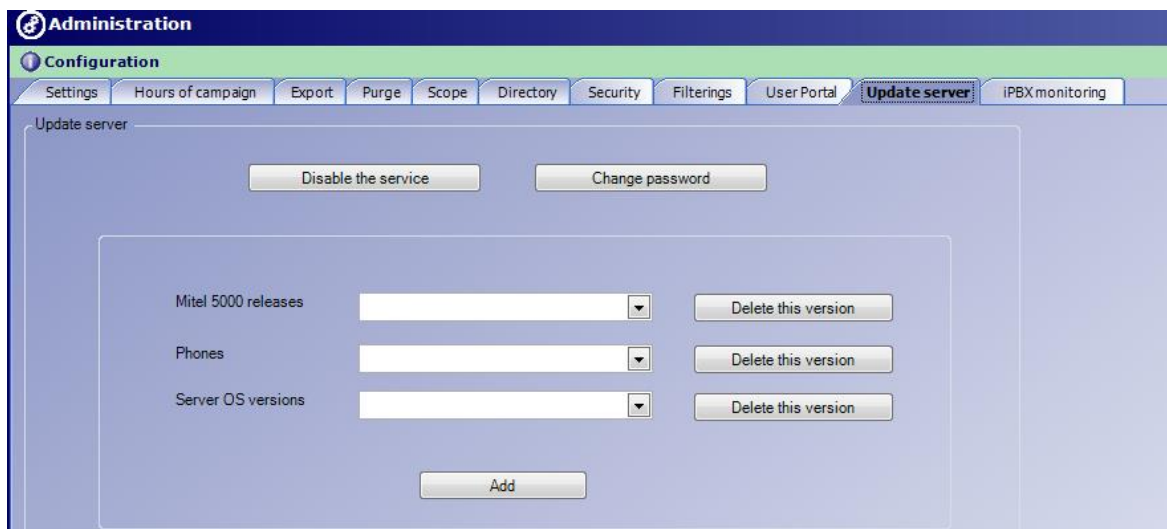 Administration
Configuration
Settings Hours of campaign Export Purge Scope Directory Security Filterings User Portal Update server iPBX monitoring
Update server
Disable the service Change password
Mitel 5000 releases Delete this version
Phones Delete this version
Server OS versions Delete this version
Add